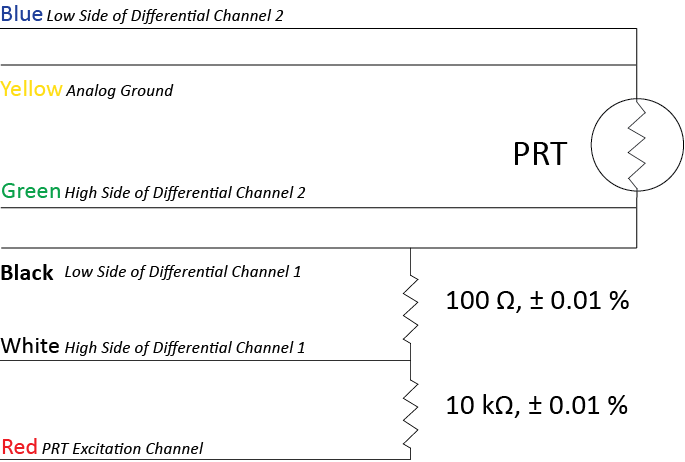 Blue Low Side of Differential Channel 2
Yellow Analog Ground
PRT
Green High Side of Differential Channel 2
Black Low Side of Differential Channel 1
100 Ω, ± 0.01 %
White High Side of Differential Channel 1
10 kΩ, ± 0.01 %
Red PRT Excitation Channel